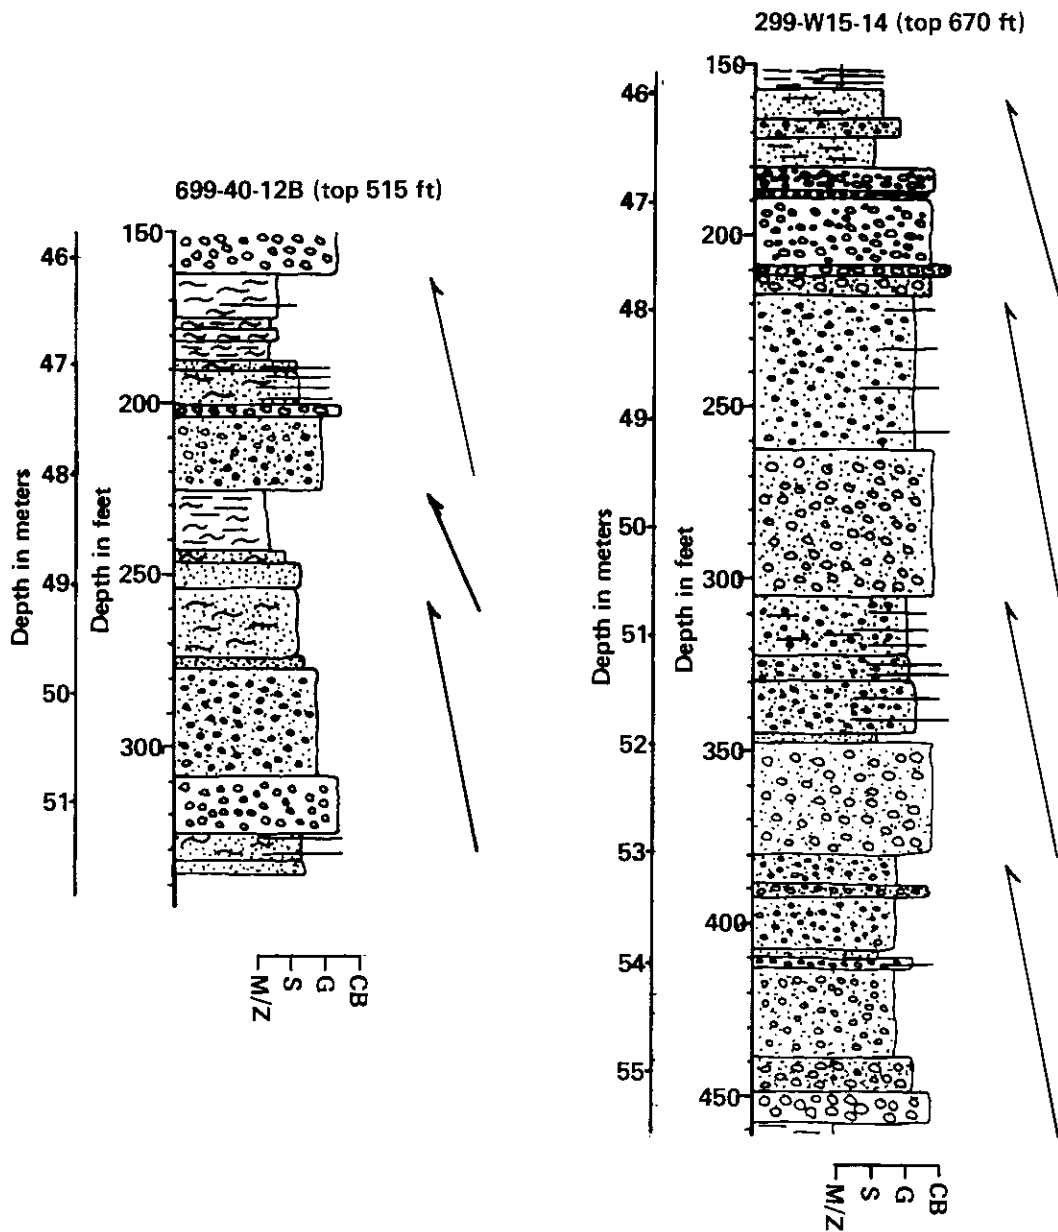 299-W15-14 (top 670 ft)
699-40-12B (top 515 ft)
Depth in meters
46
47
48
49
50
51
Depth in feet
150
200
250
300
M/Z
S
G
CB
Depth in meters
46
47
48
49
50
51
52
53
54
55
Depth in feet
150
200
250
300
350
400
450
M/Z
S
G
CB